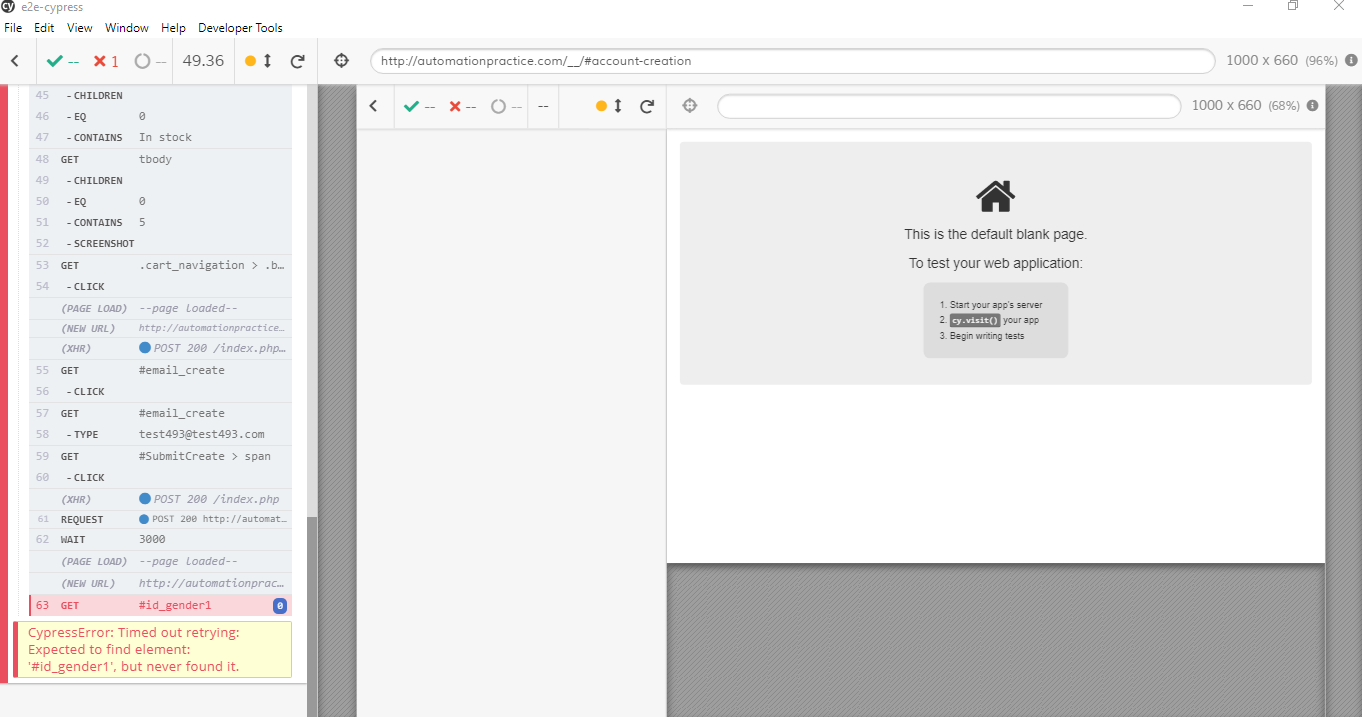 cy e2e-cypress
File Edit View Window Help Developer Tools
-- 1 -- 49.36 http://automationpractice.com/__/#account-creation 1000 x 660 (96%)
45 - CHILDREN
46 - EQ 0
47 - CONTAINS In stock
48 GET tbody
49 - CHILDREN
50 - EQ 0
51 - CONTAINS 5
52 - SCREENSHOT
53 GET .cart_navigation > .b…
54 - CLICK
(PAGE LOAD) --page loaded--
(NEW URL) http://automationpractice…
(XHR) POST 200 /index.php…
55 GET #email_create
56 - CLICK
57 GET #email_create
58 - TYPE test493@test493.com
59 GET #SubmitCreate > span
60 - CLICK
(XHR) POST 200 /index.php
61 REQUEST POST 200 http://automat…
62 WAIT 3000
(PAGE LOAD) --page loaded--
(NEW URL) http://automationprac…
63 GET #id_gender1 0
CypressError: Timed out retrying:
Expected to find element:
'#id_gender1', but never found it.
-- -- -- -- 1000 x 660 (68%)
This is the default blank page.
To test your web application:
1. Start your app's server
2. cy.visit() your app
3. Begin writing tests